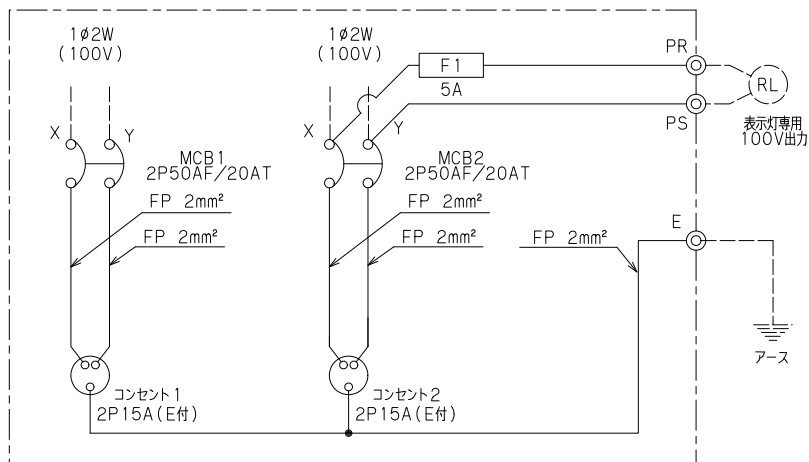 1φ2W
(100V)
1φ2W
(100V)
F1
5A
PR
PS
RL
表示灯専用
100V出力
X
Y
X
Y
MCB1
2P50AF/20AT
MCB2
2P50AF/20AT
FP 2mm²
FP 2mm²
FP 2mm²
FP 2mm²
FP 2mm²
E
アース
コンセント1
2P15A(E付)
コンセント2
2P15A(E付)